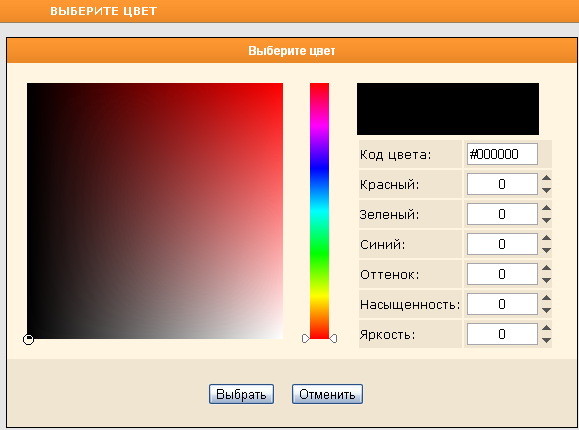 ВЫБЕРИТЕ ЦВЕТ
Выберите цвет
Код цвета: #000000
Красный: 0
Зеленый: 0
Синий: 0
Оттенок: 0
Насыщенность: 0
Яркость: 0
Выбрать Отменить